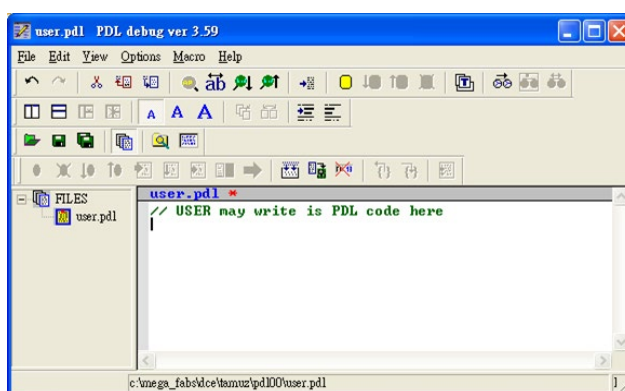 user.pdl PDL debug ver 3.59
File Edit View Options Macro Help
ab
T
A A A
FILES
user.pdl
user.pdl *
// USER may write is PDL code here
c:\mega_fabs\dce\tamuz\pdl00\user.pdl